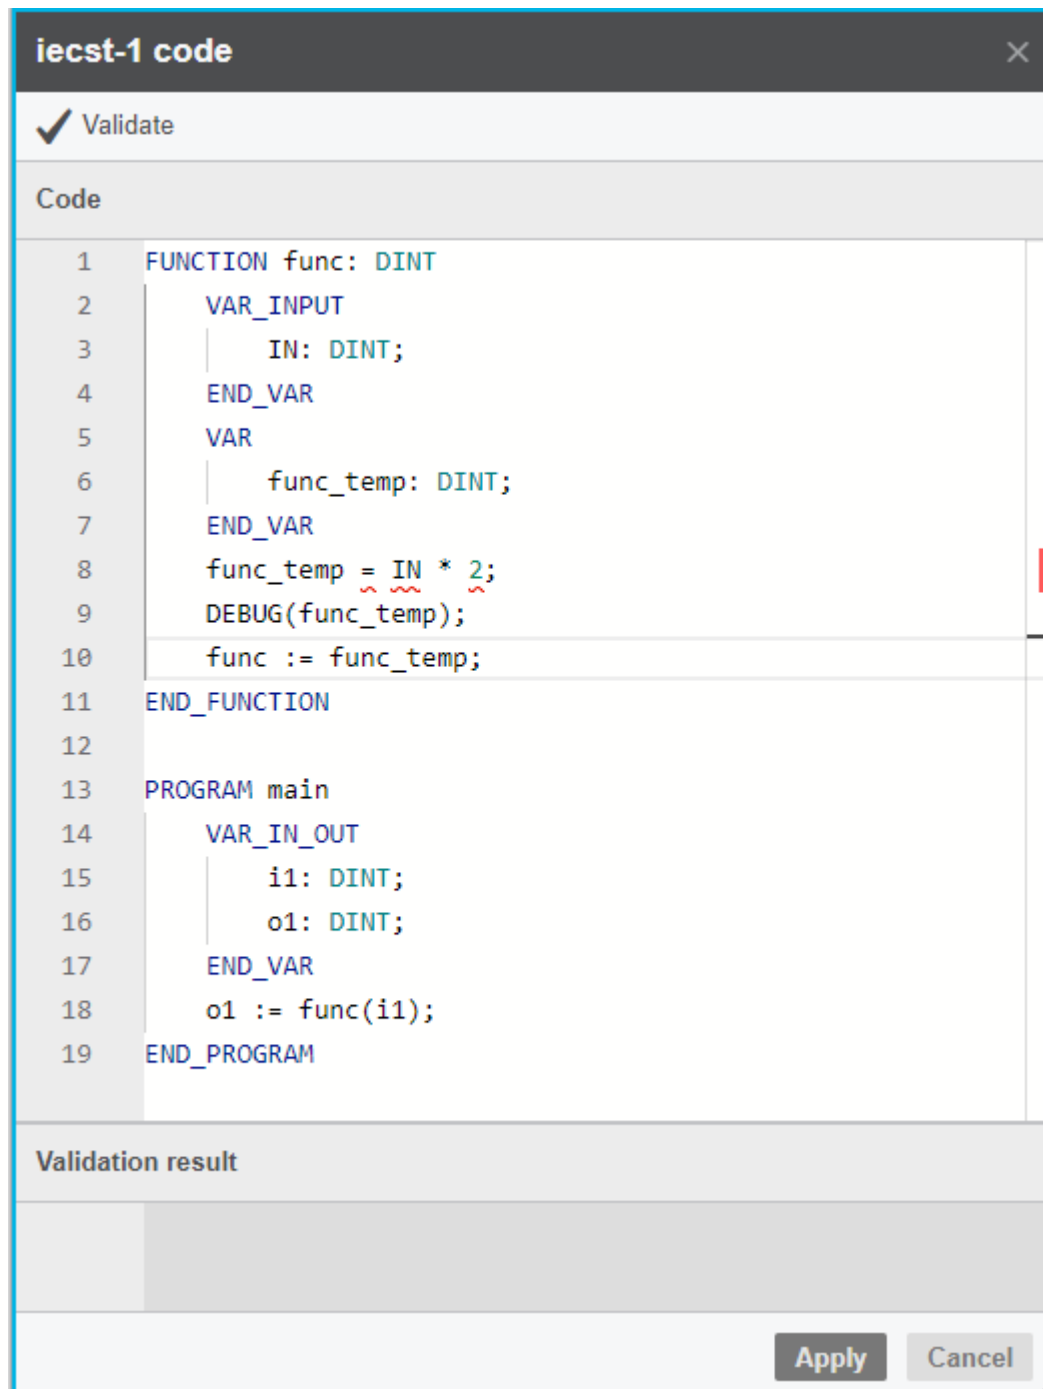 iecst-1 code
Validate
Code
1 FUNCTION func: DINT
2 VAR_INPUT
3 IN: DINT;
4 END_VAR
5 VAR
6 func_temp: DINT;
7 END_VAR
8 func_temp = IN * 2;
9 DEBUG(func_temp);
10 func := func_temp;
11 END_FUNCTION
12
13 PROGRAM main
14 VAR_IN_OUT
15 i1: DINT;
16 o1: DINT;
17 END_VAR
18 o1 := func(i1);
19 END_PROGRAM
Validation result
Apply Cancel